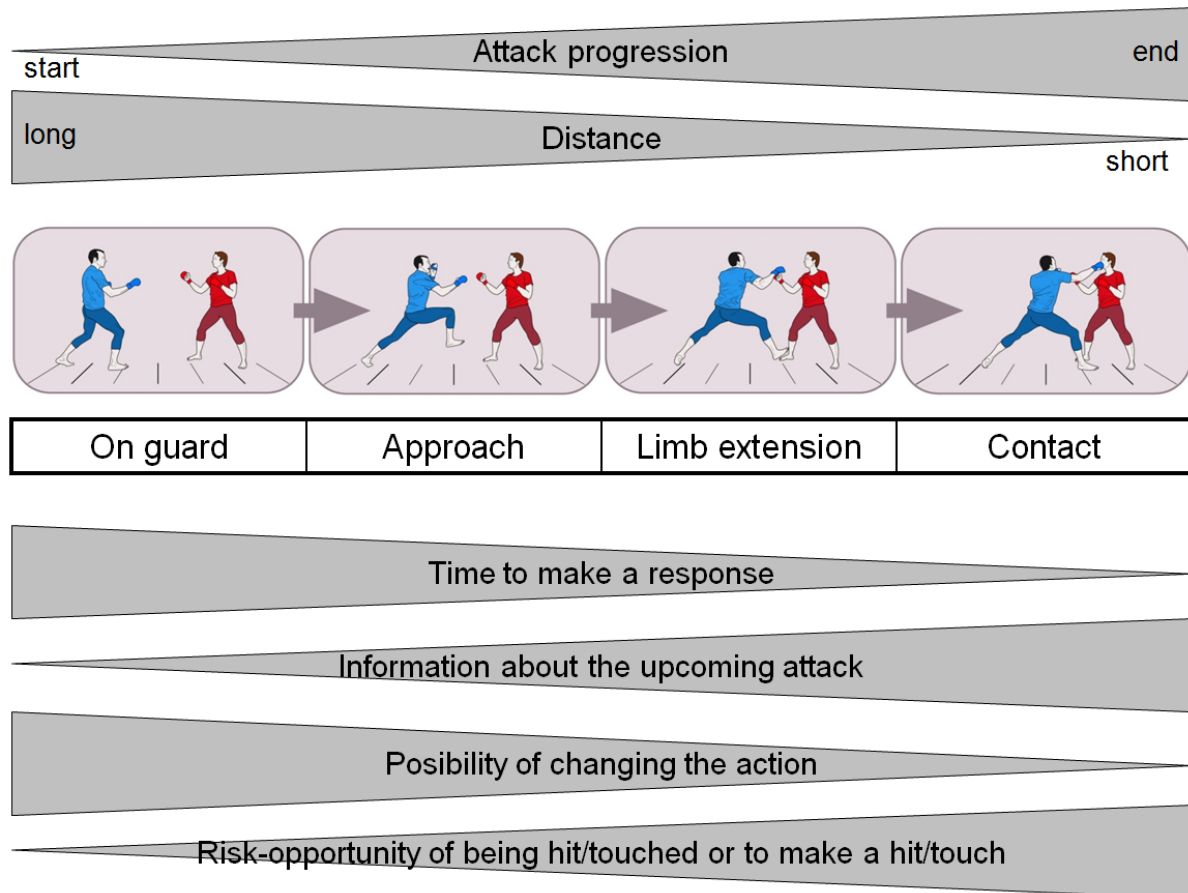 Attack progression
start
end
long
Distance
short
On guard
Approach
Limb extension
Contact
Time to make a response
Information about the upcoming attack
Posibility of changing the action
Risk-opportunity of being hit/touched or to make a hit/touch